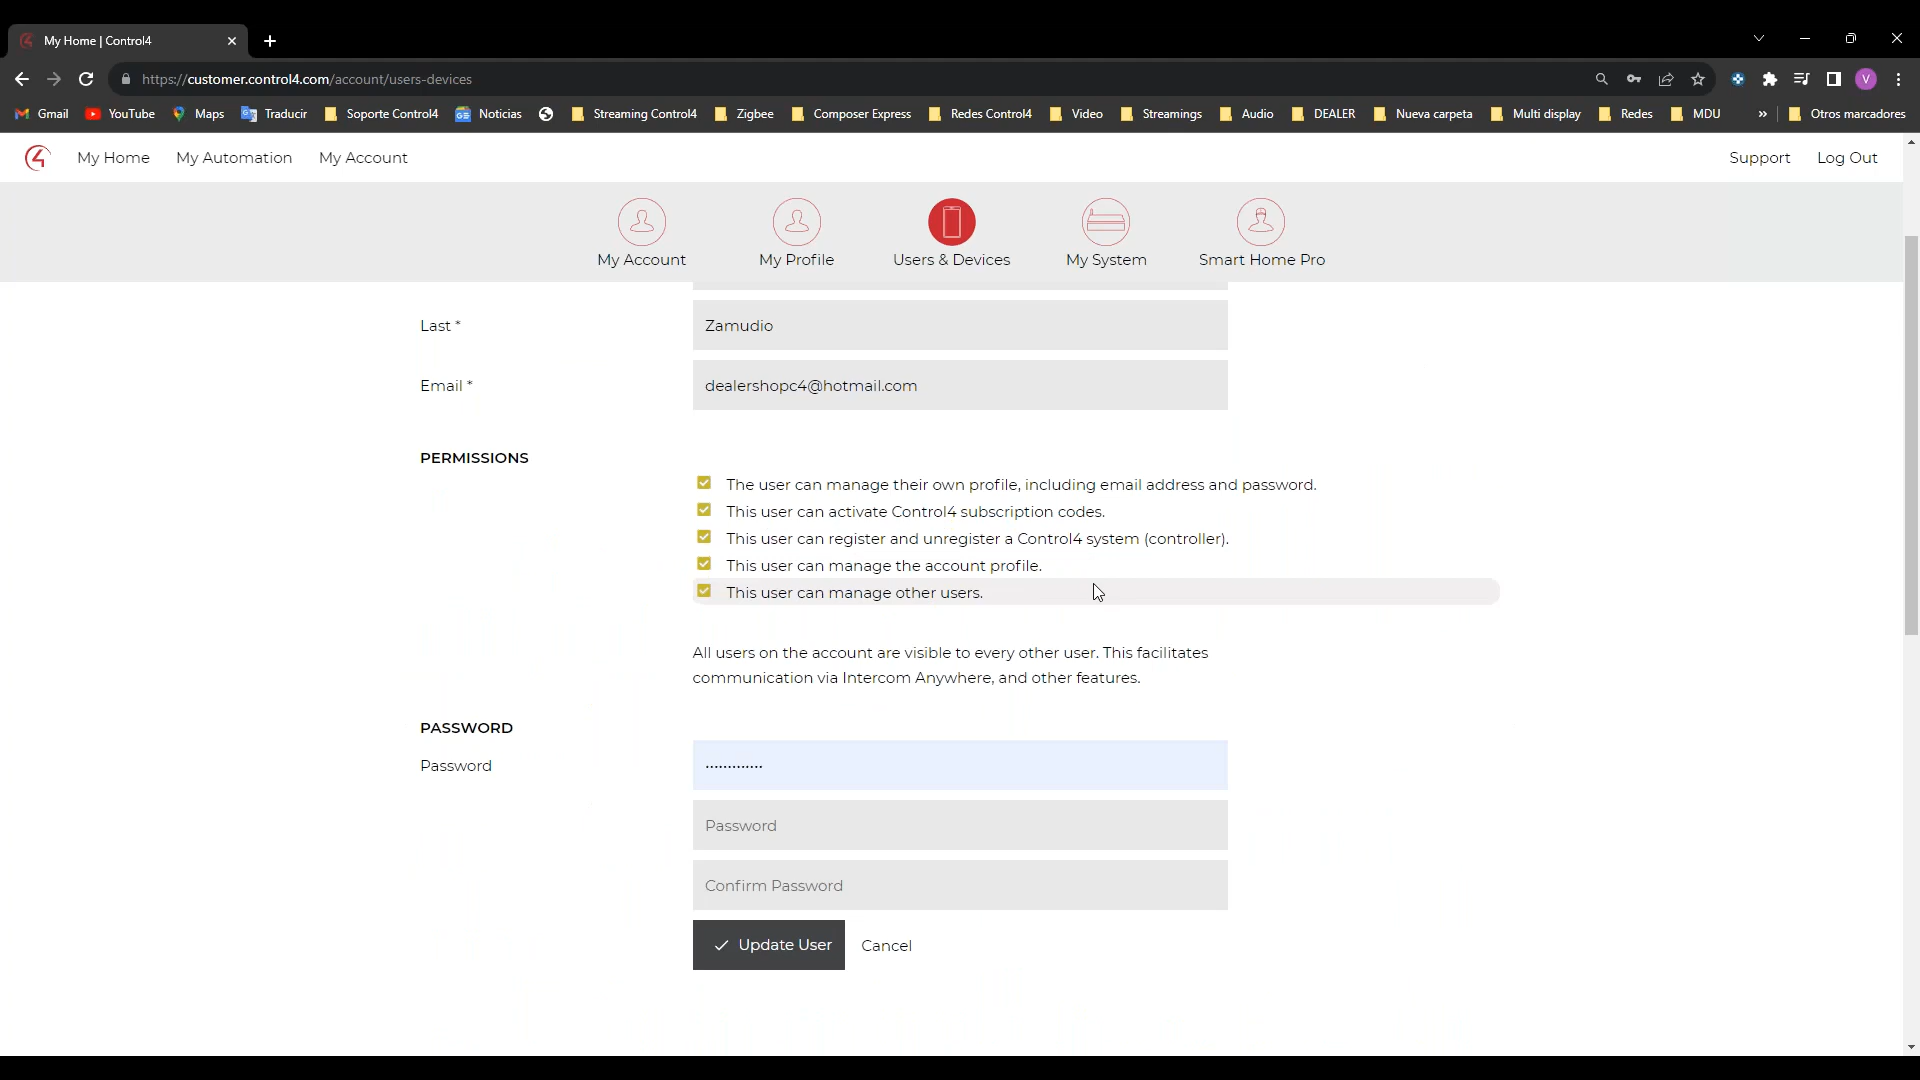 My Home | Control4
https://customer.control4.com/account/users-devices
V
Gmail YouTube Maps Traducir Soporte Control4 Noticias Streaming Control4 Zigbee Composer Express Redes Control4 Video Streamings Audio DEALER Nueva carpeta Multi display Redes MDU » Otros marcadores
My Home My Automation My Account Support Log Out
My Account My Profile Users & Devices My System Smart Home Pro
Last * Zamudio
Email * dealershopc4@hotmail.com
PERMISSIONS
The user can manage their own profile, including email address and password.
This user can activate Control4 subscription codes.
This user can register and unregister a Control4 system (controller).
This user can manage the account profile.
This user can manage other users.
All users on the account are visible to every other user. This facilitates
communication via Intercom Anywhere, and other features.
PASSWORD
Password ·············
Password
Confirm Password
Update User Cancel